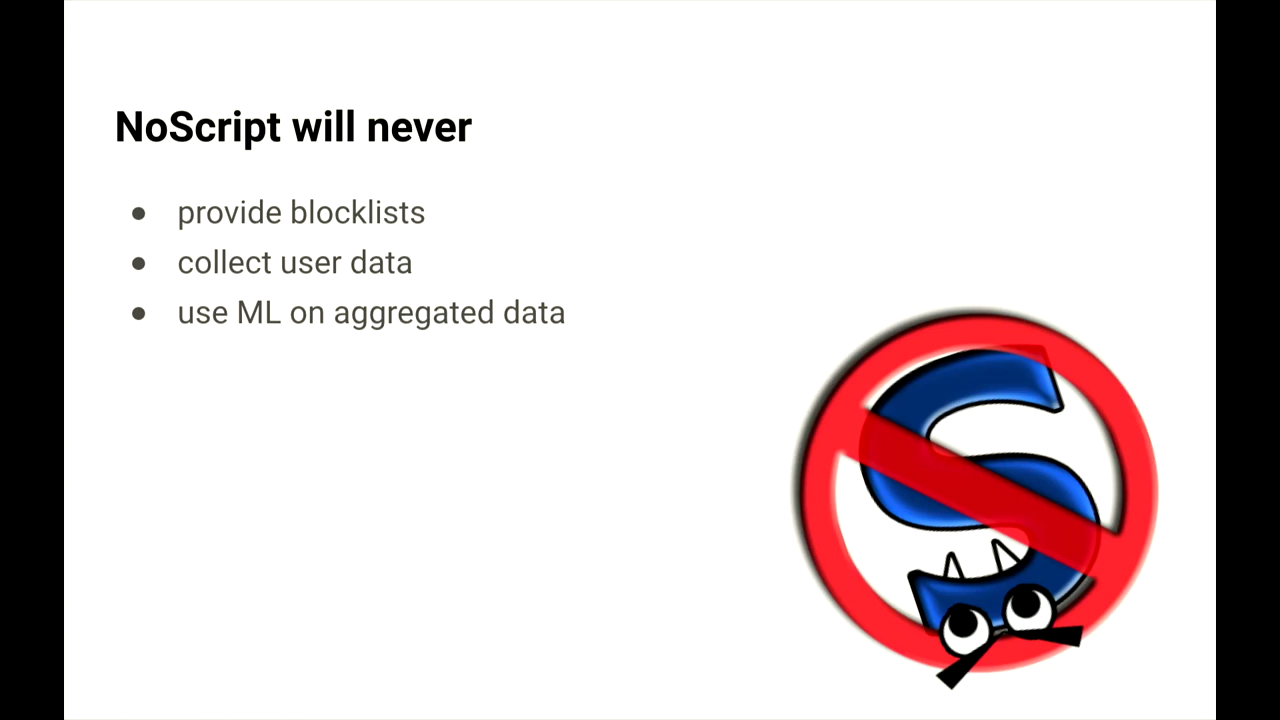 NoScript will never
● provide blocklists
● collect user data
● use ML on aggregated data
S